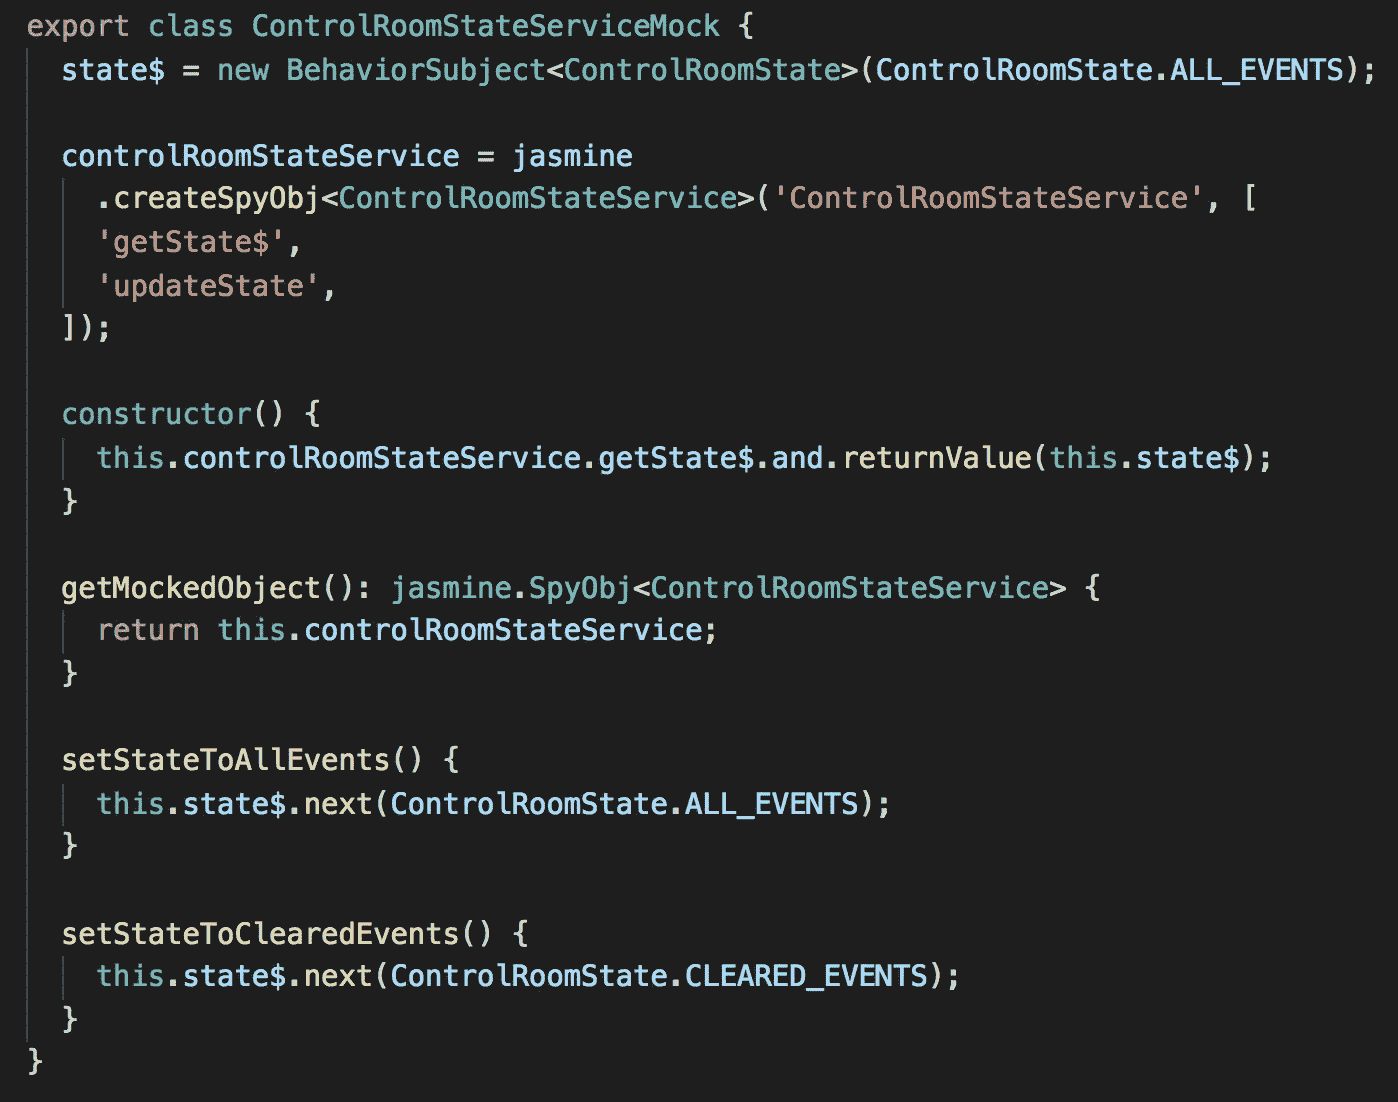 export class ControlRoomStateServiceMock {
state$ = new BehaviorSubject<ControlRoomState>(ControlRoomState.ALL_EVENTS);
controlRoomStateService = jasmine
.createSpyObj<ControlRoomStateService>('ControlRoomStateService', [
'getState$',
'updateState',
]);
constructor() {
this.controlRoomStateService.getState$.and.returnValue(this.state$);
}
getMockedObject(): jasmine.SpyObj<ControlRoomStateService> {
return this.controlRoomStateService;
}
setStateToAllEvents() {
this.state$.next(ControlRoomState.ALL_EVENTS);
}
setStateToClearedEvents() {
this.state$.next(ControlRoomState.CLEARED_EVENTS);
}
}